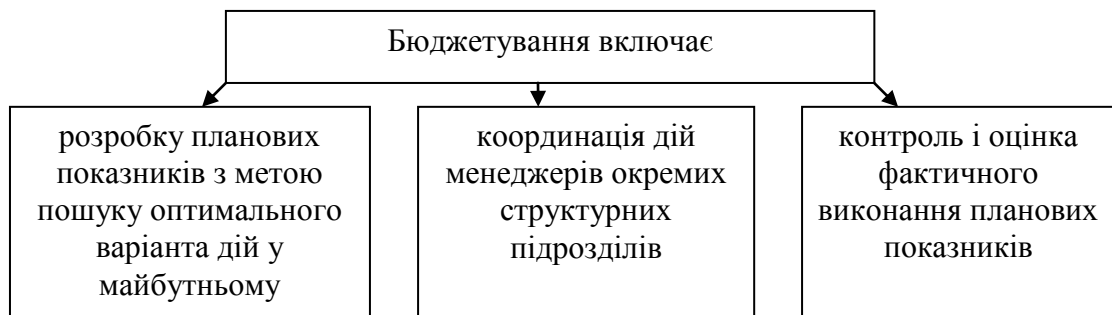 Бюджетування включає
розробку планових
показників з метою
пошуку оптимального
варіанта дій у
майбутньому
координація дій
менеджерів окремих
структурних
підрозділів
контроль і оцінка
фактичного
виконання планових
показників